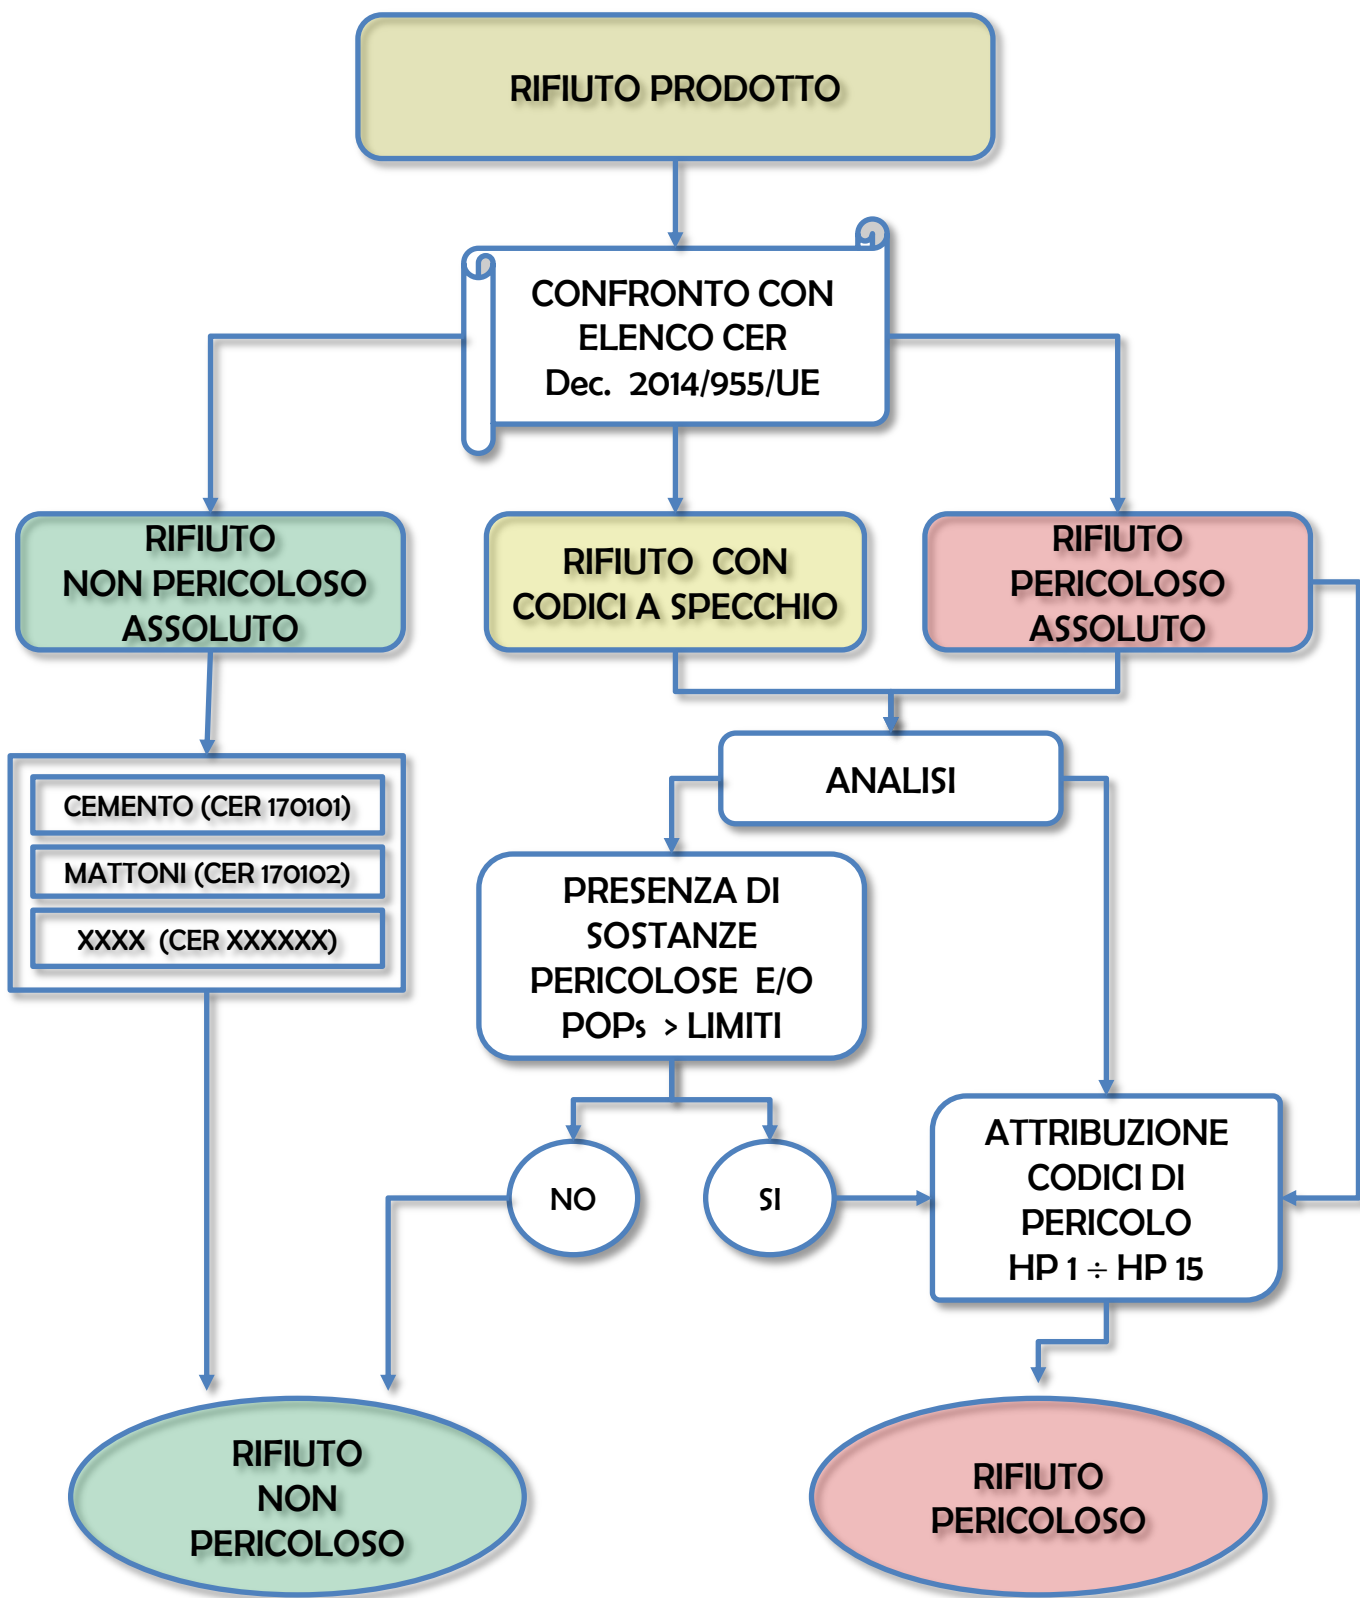 RIFIUTO PRODOTTO
CONFRONTO CON
ELENCO CER
Dec. 2014/955/UE
RIFIUTO
NON PERICOLOSO
ASSOLUTO
RIFIUTO CON
CODICI A SPECCHIO
RIFIUTO
PERICOLOSO
ASSOLUTO
CEMENTO (CER 170101)
MATTONI (CER 170102)
XXXX (CER XXXXXX)
ANALISI
PRESENZA DI
SOSTANZE
PERICOLOSE E/O
POPs > LIMITI
NO
SI
ATTRIBUZIONE
CODICI DI
PERICOLO
HP 1 ÷ HP 15
RIFIUTO
NON
PERICOLOSO
RIFIUTO
PERICOLOSO